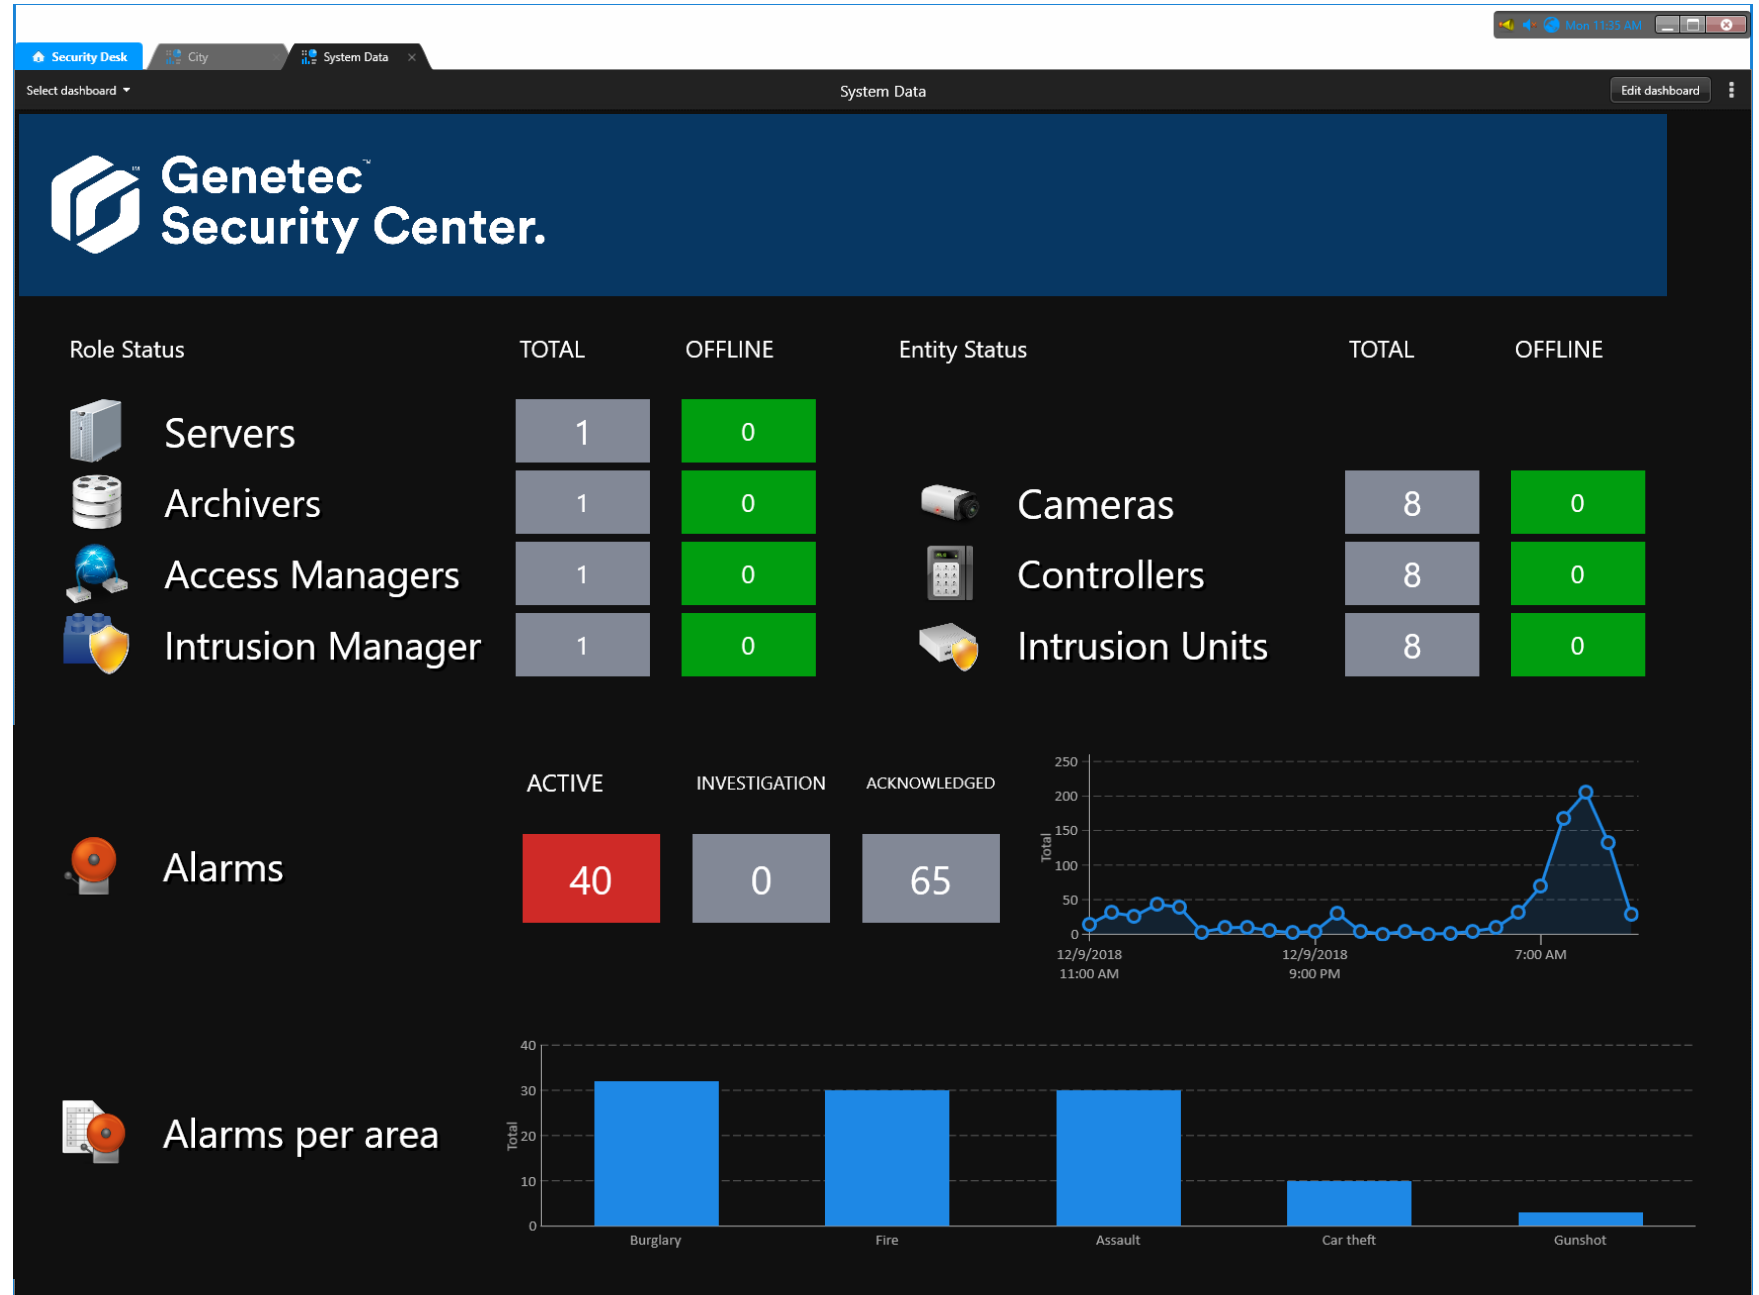 Mon 11:35 AM
Security Desk
City
System Data
Select dashboard
System Data
Edit dashboard
Genetec™
Security Center.
Role Status TOTAL OFFLINE Entity Status TOTAL OFFLINE
Servers 1 0
Archivers 1 0 Cameras 8 0
Access Managers 1 0 Controllers 8 0
Intrusion Manager 1 0 Intrusion Units 8 0
ACTIVE INVESTIGATION ACKNOWLEDGED
Alarms 40 0 65
250
200
150
100
50
0
Total
12/9/2018
11:00 AM
12/9/2018
9:00 PM
7:00 AM
Alarms per area
40
30
20
10
0
Total
Burglary Fire Assault Car theft Gunshot